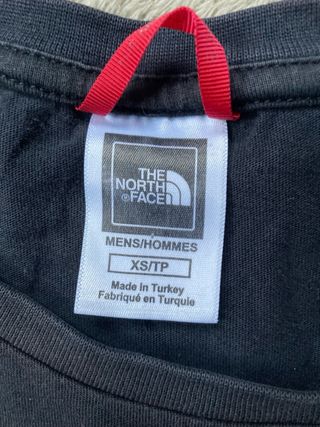 THE
NORTH
FACE
MENS/HOMMES
XS/TP
Made in Turkey
Fabriqué en Turquie